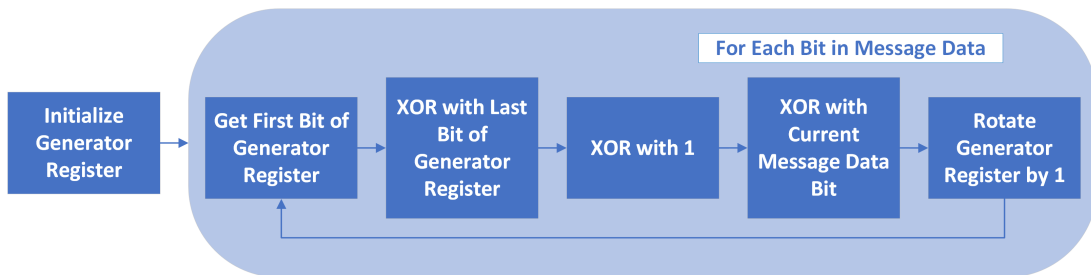 For Each Bit in Message Data
Initialize
Generator
Register
Get First Bit of
Generator
Register
XOR with Last
Bit of
Generator
Register
XOR with 1
XOR with
Current
Message Data
Bit
Rotate
Generator
Register by 1